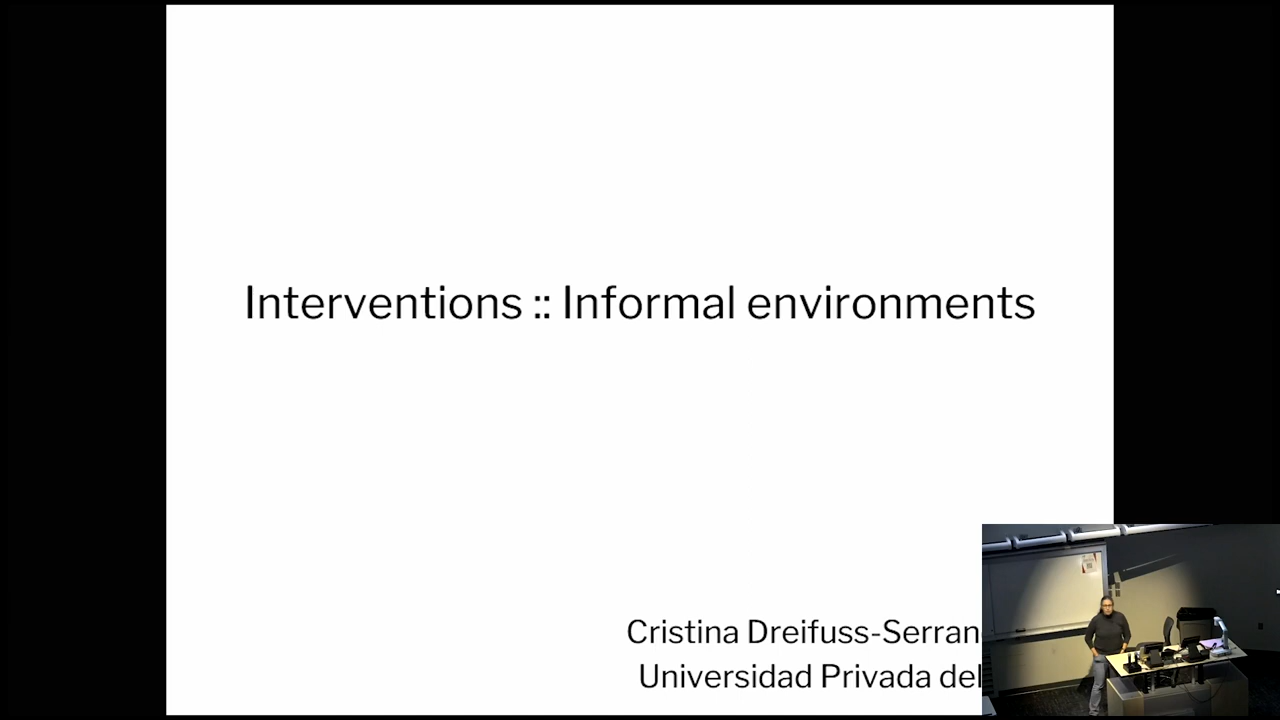 Interventions :: Informal environments
Cristina Dreifuss-Serran
Universidad Privada del